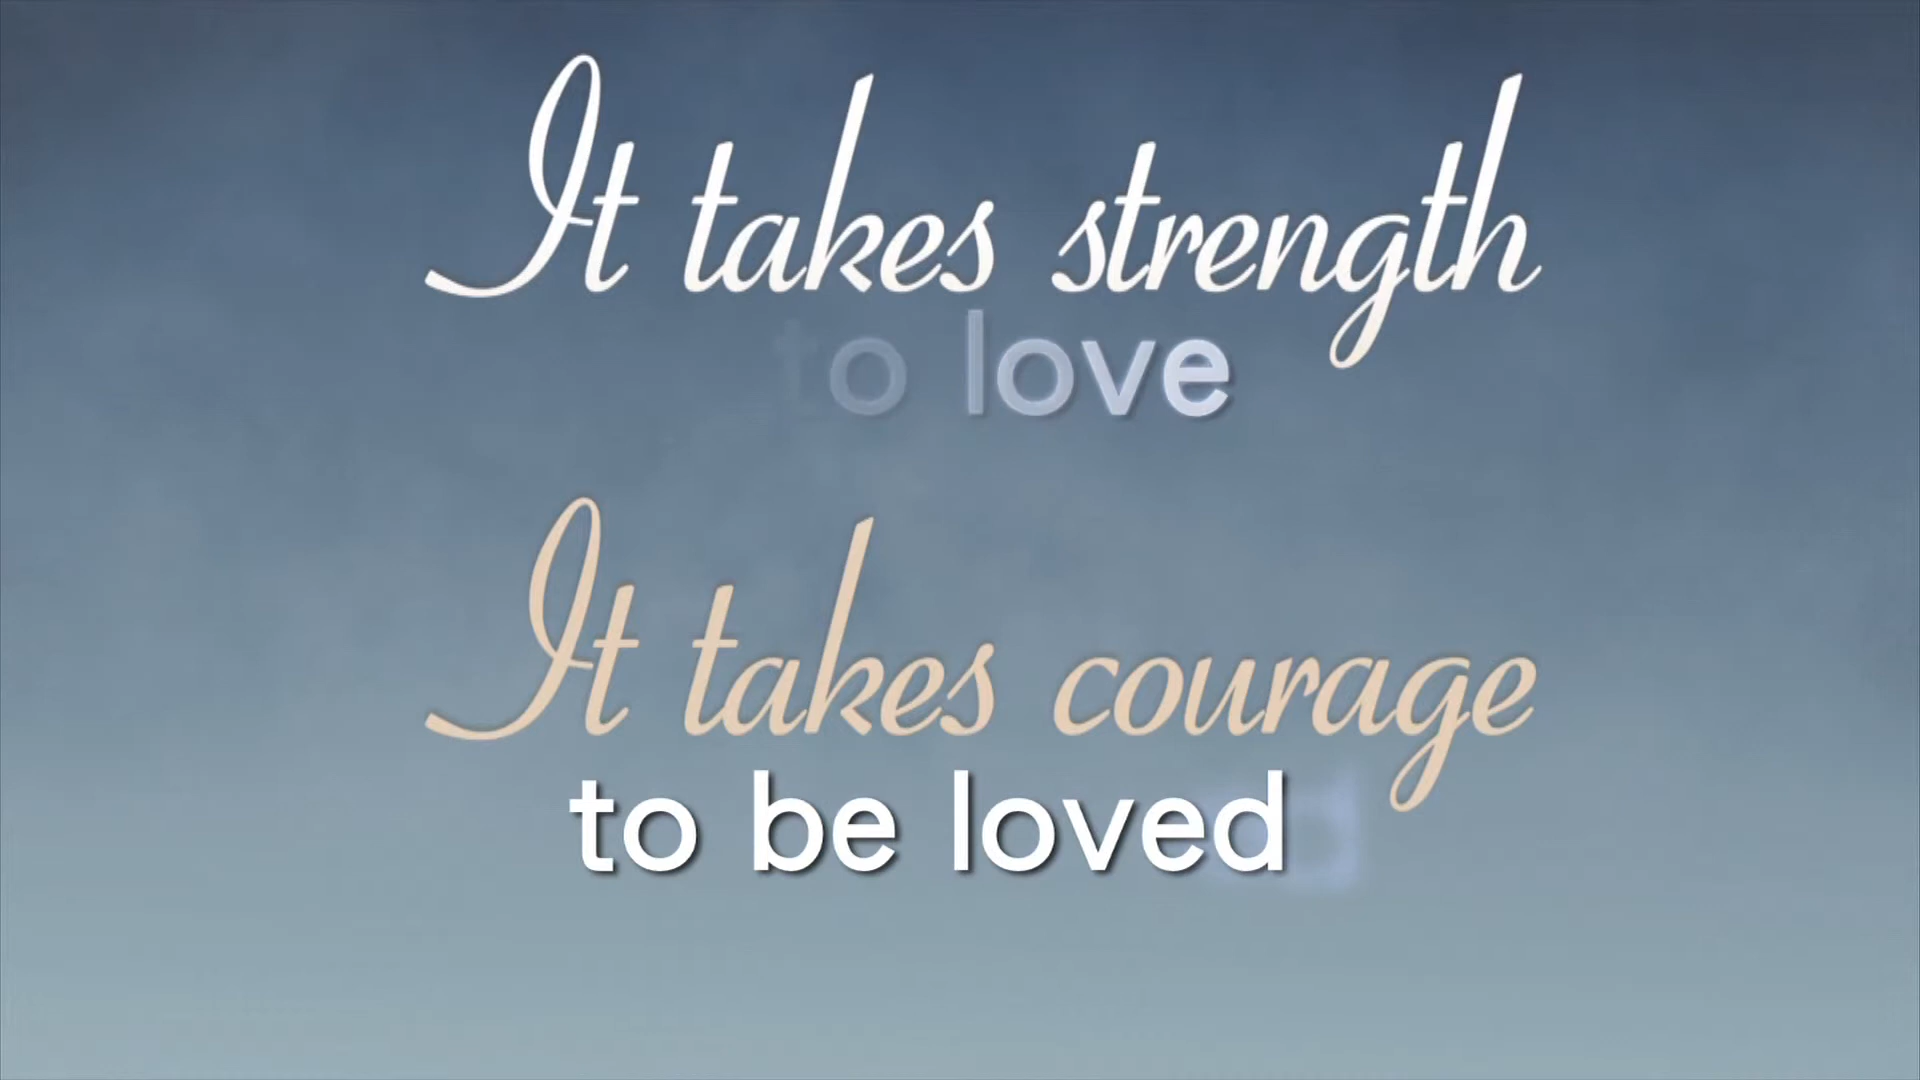 It takes strength
to love
It takes courage
to be loved